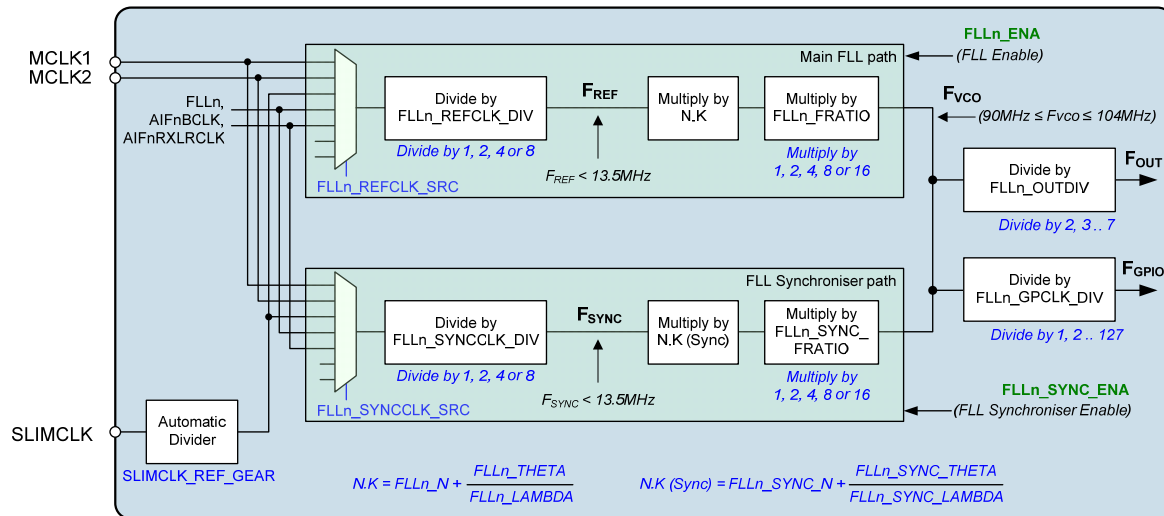 MCLK1
MCLK2
FLLn,
AIFnBCLK,
AIFnRXLRCLK
Main FLL path
FLLn_ENA
(FLL Enable)
Divide by
FLLn_REFCLK_DIV
Divide by 1, 2, 4 or 8
FLLn_REFCLK_SRC
FREF
FREF < 13.5MHz
Multiply by
N.K
Multiply by
FLLn_FRATIO
Multiply by
1, 2, 4, 8 or 16
FVCO
(90MHz ≤ Fvco ≤ 104MHz)
Divide by
FLLn_OUTDIV
Divide by 2, 3 .. 7
FOUT
FLL Synchroniser path
Divide by
FLLn_SYNCCLK_DIV
Divide by 1, 2, 4 or 8
FLLn_SYNCCLK_SRC
FSYNC
FSYNC < 13.5MHz
Multiply by
N.K (Sync)
Multiply by
FLLn_SYNC_
FRATIO
Multiply by
1, 2, 4, 8 or 16
Divide by
FLLn_GPCLK_DIV
Divide by 1, 2 .. 127
FGPIO
FLLn_SYNC_ENA
(FLL Synchroniser Enable)
SLIMCLK
Automatic
Divider
SLIMCLK_REF_GEAR
N.K = FLLn_N + FLLn_THETA
FLLn_LAMBDA
N.K (Sync) = FLLn_SYNC_N + FLLn_SYNC_THETA
FLLn_SYNC_LAMBDA